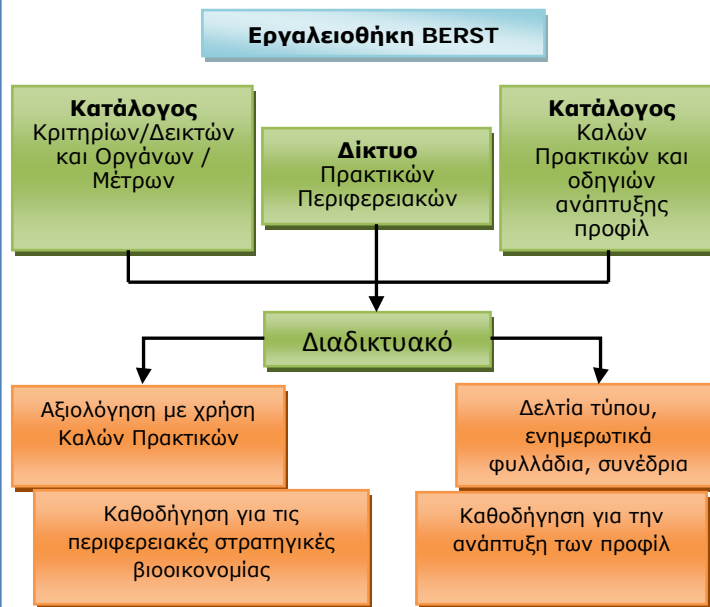 Εργαλειοθήκη BERST
Κατάλογος
Κριτηρίων/Δεικτών
και Οργάνων /
Μέτρων
Δίκτυο
Πρακτικών
Περιφερειακών
Κατάλογος
Καλών
Πρακτικών και
οδηγιών
ανάπτυξης
προφίλ
Διαδικτυακό
Αξιολόγηση με χρήση
Καλών Πρακτικών
Δελτία τύπου,
ενημερωτικά
φυλλάδια, συνέδρια
Καθοδήγηση για τις
περιφερειακές στρατηγικές
βιοοικονομίας
Καθοδήγηση για την
ανάπτυξη των προφίλ